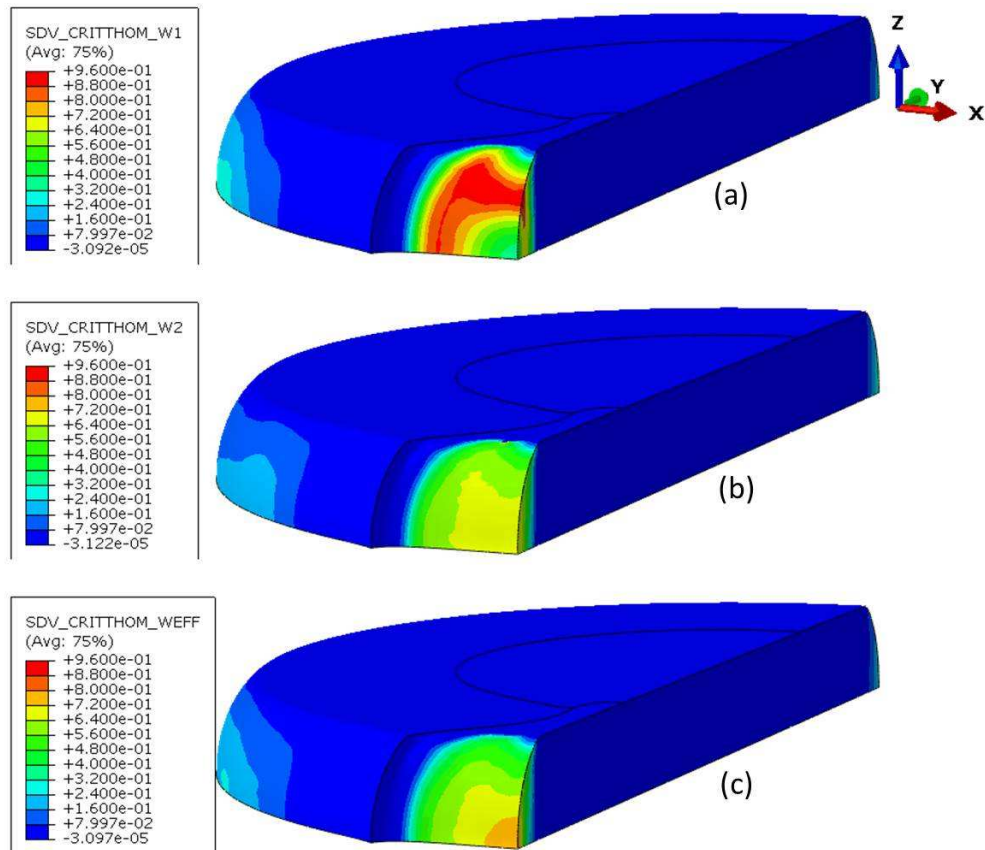 SDV_CRITTHOM_W1
(Avg: 75%)
+9.600e-01
+8.800e-01
+8.000e-01
+7.200e-01
+6.400e-01
+5.600e-01
+4.800e-01
+4.000e-01
+3.200e-01
+2.400e-01
+1.600e-01
+7.997e-02
-3.092e-05
Z
Y
X
(a)
SDV_CRITTHOM_W2
(Avg: 75%)
+9.600e-01
+8.800e-01
+8.000e-01
+7.200e-01
+6.400e-01
+5.600e-01
+4.800e-01
+4.000e-01
+3.200e-01
+2.400e-01
+1.600e-01
+7.997e-02
-3.122e-05
(b)
SDV_CRITTHOM_WEFF
(Avg: 75%)
+9.600e-01
+8.800e-01
+8.000e-01
+7.200e-01
+6.400e-01
+5.600e-01
+4.800e-01
+4.000e-01
+3.200e-01
+2.400e-01
+1.600e-01
+7.997e-02
-3.097e-05
(c)